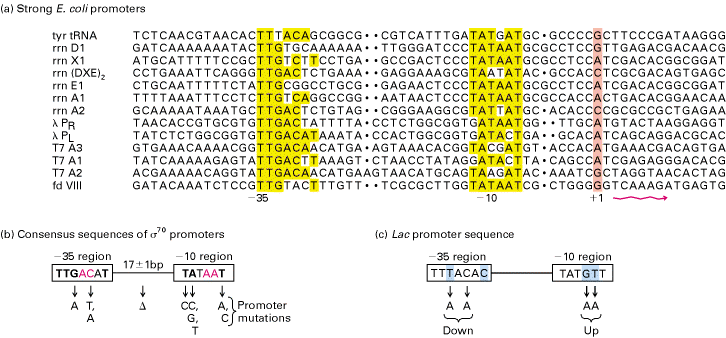 (a) Strong E. coli promoters
tyr tRNA TCTCAACGTAACACTTTACAGCGGCG••CGTCATTTGATATGATGC•GCCCCGCTTCCCGATAAGGG
rrn D1 GATCAAAAAAATACTTGTGCAAAAAA••TTGGGATCCCTATAATGCGCCTCCGTTGAGACGACAACG
rrn X1 ATGCATTTTTCCGCTTGTCTTCCTGA••GCCGACTCCCTATAATGCGCCTCCATCGACACGGCGGAT
rrn (DXE)₂ CCTGAAATTCAGGGTTGACTCTGAAA••GAGGAAAGCGTAATATAC•GCCACCTCGCGACAGTGAGC
rrn E1 CTGCAATTTTTCTATTGCGGCCTGCG••GAGAACTCCCTATAATGCGCCTCCATCGACACGGCGGAT
rrn A1 TTTTAAATTTCCTCTTGTCAGGCCGG••AATAACTCCCTATAATGCGCCACCACTGACACGGAACAA
rrn A2 GCAAAAATAAATGCTTGACTCTGTAG••CGGGAAGGCGTATTATGC•ACACCCCGCGCCGCTGAGAA
λ P_R TAACACCGTGCGTGTTGACTATTTTA•CCTCTGGCGGTGATAATGG••TTGCATGTACTAAGGAGGT
λ P_L TATCTCTGGCGGTGTTGACATAAATA•CCACTGGCGGTGATACTGA••GCACATCAGCAGGACGCAC
T7 A3 GTGAAACAAAACGGTTGACAACATGA•AGTAAACACGGTACGATGT•ACCACATGAAACGACAGTGA
T7 A1 TATCAAAAAGAGTATTGACTTAAAGT•CTAACCTATAGGATACTTA•CAGCCATCGAGAGGGACACG
T7 A2 ACGAAAAACAGGTATTGACAACATGAAGTAACATGCAGTAAGATAC•AAATCGCTAGGTAACACTAG
fd VIII GATACAAATCTCCGTTGTACTTTGTT••TCGCGCTTGGTATAATCG•CTGGGGGTCAAAGATGAGTG
−35 −10 +1
(b) Consensus sequences of σ⁷⁰ promoters
−35 region −10 region
17±1bp
TTGACAT TATAAT
A T, Δ CC, A,
A G, C
T
Promoter
mutations
(c) Lac promoter sequence
−35 region −10 region
TTTACAC TATGTT
A A AA
Down Up